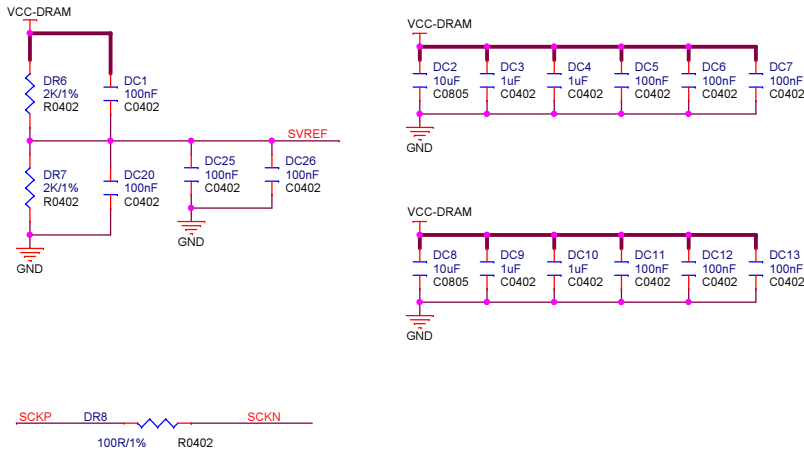 VCC-DRAM
DR6
2K/1%
R0402
DC1
100nF
C0402
SVREF
DR7
2K/1%
R0402
DC20
100nF
C0402
DC25
100nF
C0402
DC26
100nF
C0402
GND
GND
VCC-DRAM
DC2
10uF
C0805
DC3
1uF
C0402
DC4
1uF
C0402
DC5
100nF
C0402
DC6
100nF
C0402
DC7
100nF
C0402
GND
VCC-DRAM
DC8
10uF
C0805
DC9
1uF
C0402
DC10
1uF
C0402
DC11
100nF
C0402
DC12
100nF
C0402
DC13
100nF
C0402
GND
SCKP DR8 SCKN
100R/1% R0402